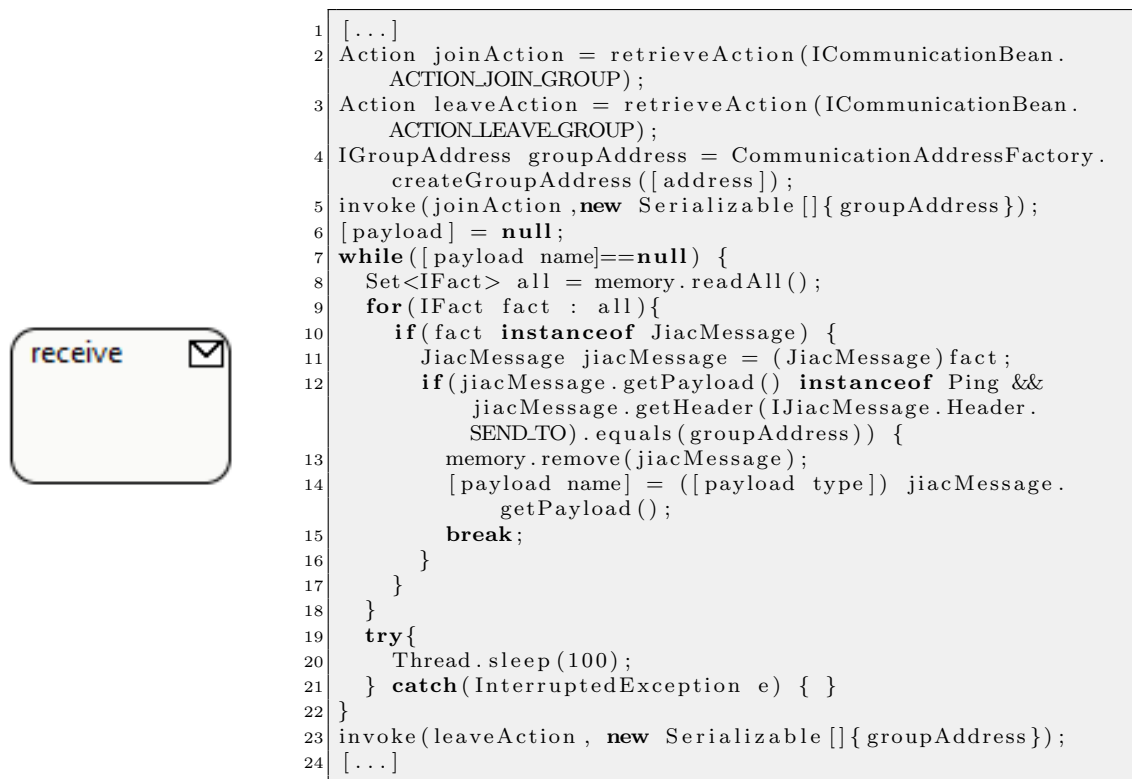 receive
1 [...]
2 Action joinAction = retrieveAction(ICommunicationBean.
ACTION_JOIN_GROUP);
3 Action leaveAction = retrieveAction(ICommunicationBean.
ACTION_LEAVE_GROUP);
4 IGroupAddress groupAddress = CommunicationAddressFactory.
createGroupAddress([address]);
5 invoke(joinAction,new Serializable[]{groupAddress});
6 [payload] = null;
7 while([payload name]==null) {
8 Set<IFact> all = memory.readAll();
9 for(IFact fact : all){
10 if(fact instanceof JiacMessage) {
11 JiacMessage jiacMessage = (JiacMessage)fact;
12 if(jiacMessage.getPayload() instanceof Ping &&
jiacMessage.getHeader(IJiacMessage.Header.
SEND_TO).equals(groupAddress)) {
13 memory.remove(jiacMessage);
14 [payload name] = ([payload type]) jiacMessage.
getPayload();
15 break;
16 }
17 }
18 }
19 try{
20 Thread.sleep(100);
21 } catch(InterruptedException e) { }
22 }
23 invoke(leaveAction, new Serializable[]{groupAddress});
24 [...]